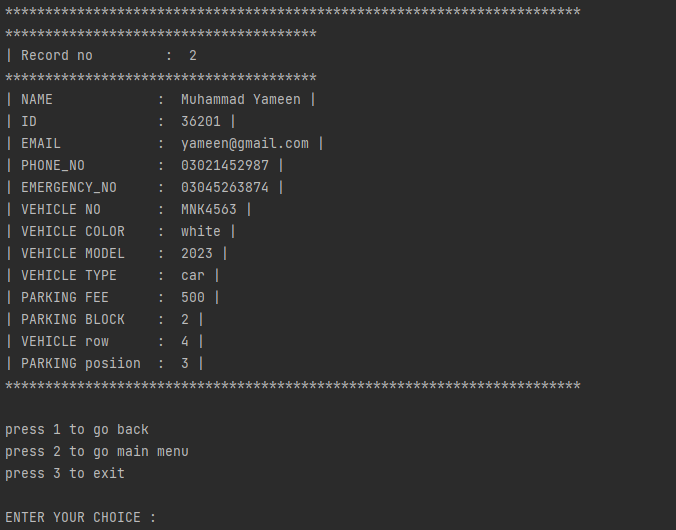 ************************************************************************
***************************************
| Record no         :  2
***************************************
| NAME             :  Muhammad Yameen |
| ID               :  36201 |
| EMAIL            :  yameen@gmail.com |
| PHONE_NO         :  03021452987 |
| EMERGENCY_NO     :  03045263874 |
| VEHICLE NO       :  MNK4563 |
| VEHICLE COLOR    :  white |
| VEHICLE MODEL    :  2023 |
| VEHICLE TYPE     :  car |
| PARKING FEE      :  500 |
| PARKING BLOCK    :  2 |
| VEHICLE row      :  4 |
| PARKING posiion  :  3 |
************************************************************************
press 1 to go back
press 2 to go main menu
press 3 to exit
ENTER YOUR CHOICE :